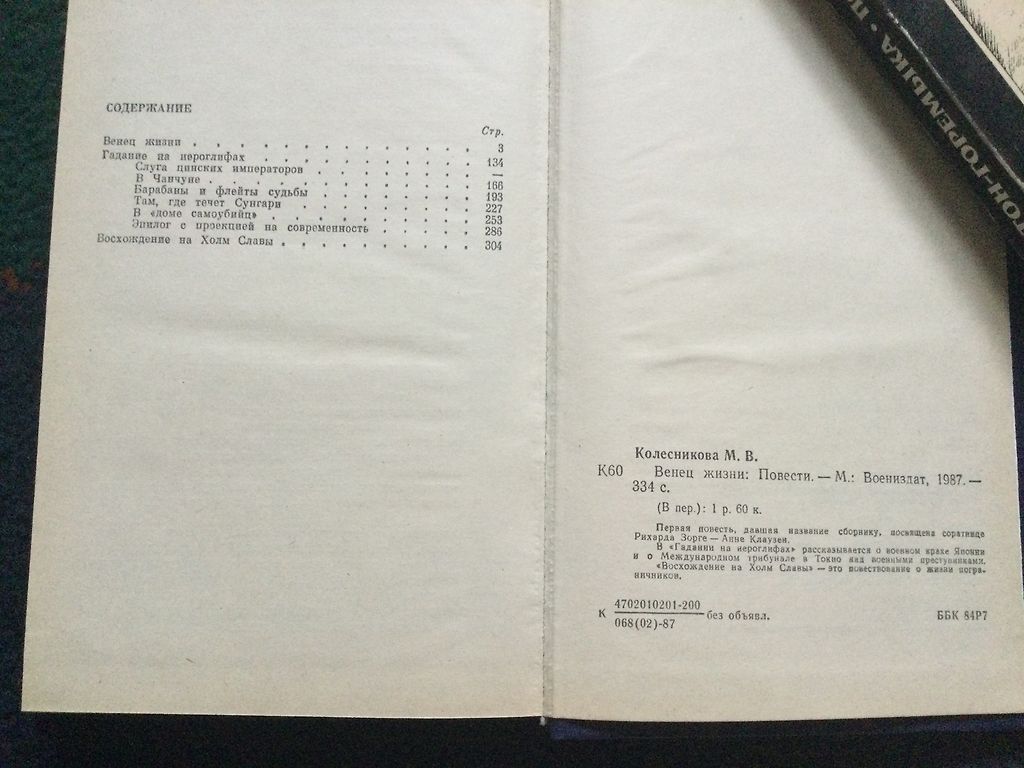 СОДЕРЖАНИЕ
Стр.
Венец жизни . . . . . . . . . . . . . 3
Гадание на иероглифах . . . . . . . . . . 134
Слуга цинских императоров . . . . . . . —
В Чанчуне . . . . . . . . . . . . 166
Барабаны и флейты судьбы . . . . . . . 193
Там, где течет Сунгари . . . . . . . . 227
В «доме самоубийц» . . . . . . . . . 253
Эпилог с проекцией на современность . . . . . 286
Восхождение на Холм Славы . . . . . . . . . 304
Колесникова М. В.
К60 Венец жизни: Повести. — М.: Воениздат, 1987. —
334 с.
(В пер.): 1 р. 60 к.
Первая повесть, давшая название сборнику, посвящена соратнице
Рихарда Зорге — Анне Клаузен.
В «Гадании на иероглифах» рассказывается о военном крахе Японии
и о Международном трибунале в Токио над военными преступниками.
«Восхождение на Холм Славы» — это повествование о жизни погра-
ничников.
К 4702010201-200
068(02)-87 без объявл. ББК 84Р7
ТОН-ГОРЕМЫКА •